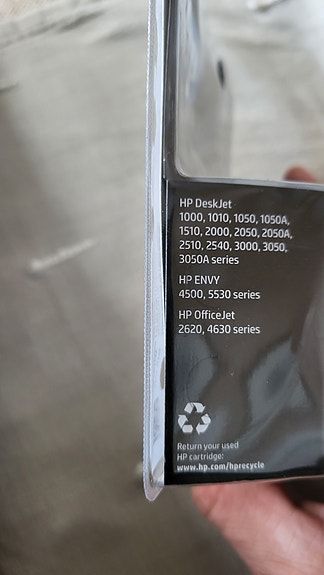 HP DeskJet
1000, 1010, 1050, 1050A,
1510, 2000, 2050, 2050A,
2510, 2540, 3000, 3050,
3050A series
HP ENVY
4500, 5530 series
HP OfficeJet
2620, 4630 series
Return your used
HP cartridge:
www.hp.com/hprecycle